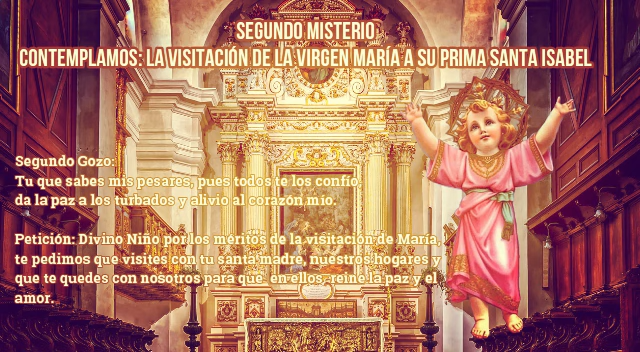 SEGUNDO MISTERIO
CONTEMPLAMOS: LA VISITACIÓN DE LA VIRGEN MARÍA A SU PRIMA SANTA ISABEL
Segundo Gozo:
Tu que sabes mis pesares, pues todos te los confío,
da la paz a los turbados y alivio al corazón mio.
Petición: Divino Niño por los méritos de la visitación de María,
te pedimos que visites con tu santa madre, nuestros hogares y
que te quedes con nosotros para que en ellos, reine la paz y el
amor.